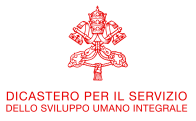 DICASTERO PER IL SERVIZIO
DELLO SVILUPPO UMANO INTEGRALE